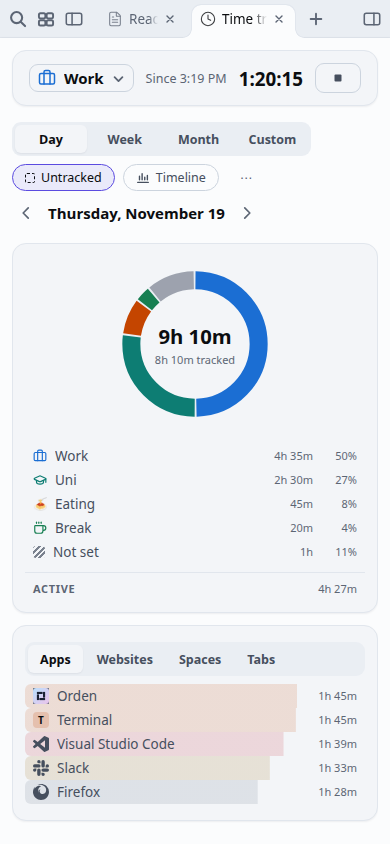 Read
Time tr
Work Since 3:19 PM 1:20:15
Day Week Month Custom
Untracked Timeline ...
Thursday, November 19
9h 10m
8h 10m tracked
Work 4h 35m 50%
Uni 2h 30m 27%
Eating 45m 8%
Break 20m 4%
Not set 1h 11%
ACTIVE 4h 27m
Apps Websites Spaces Tabs
Orden 1h 45m
T Terminal 1h 45m
Visual Studio Code 1h 39m
Slack 1h 33m
Firefox 1h 28m